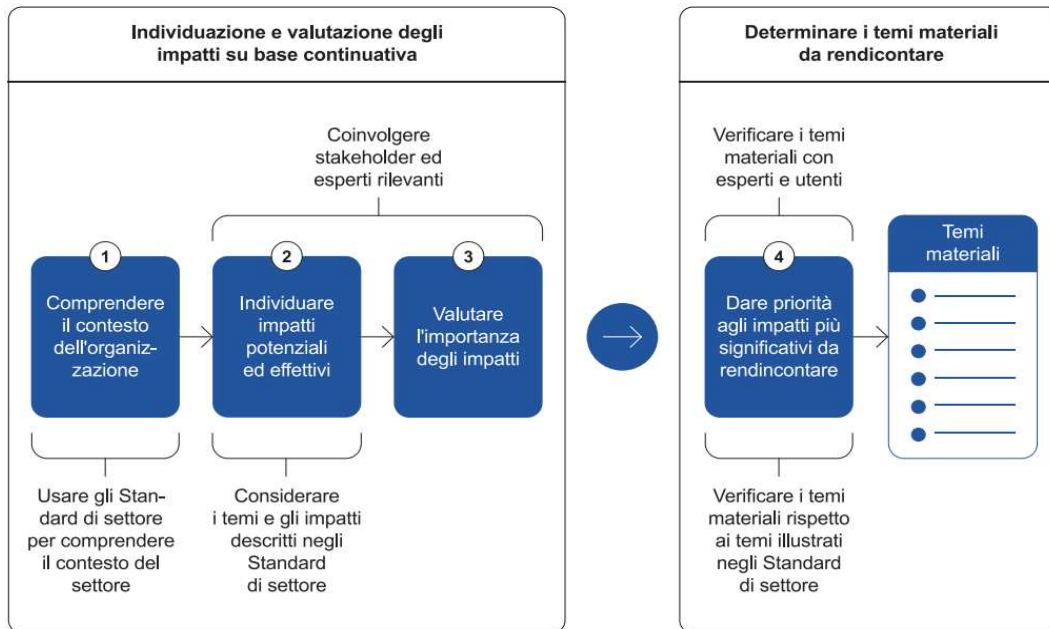 Individuazione e valutazione degli
impatti su base continuativa
Coinvolgere
stakeholder ed
esperti rilevanti
1
Comprendere
il contesto
dell'organiz-
zazione
2
Individuare
impatti
potenziali
ed effettivi
3
Valutare
l'importanza
degli impatti
Usare gli Stan-
dard di settore
per comprendere
il contesto del
settore
Considerare
i temi e gli impatti
descritti negli
Standard
di settore
Determinare i temi materiali
da rendicontare
Verificare i temi
materiali con
esperti e utenti
4
Dare priorità
agli impatti più
significativi da
rendincontare
Temi
materiali
Verificare i temi
materiali rispetto
ai temi illustrati
negli Standard
di settore